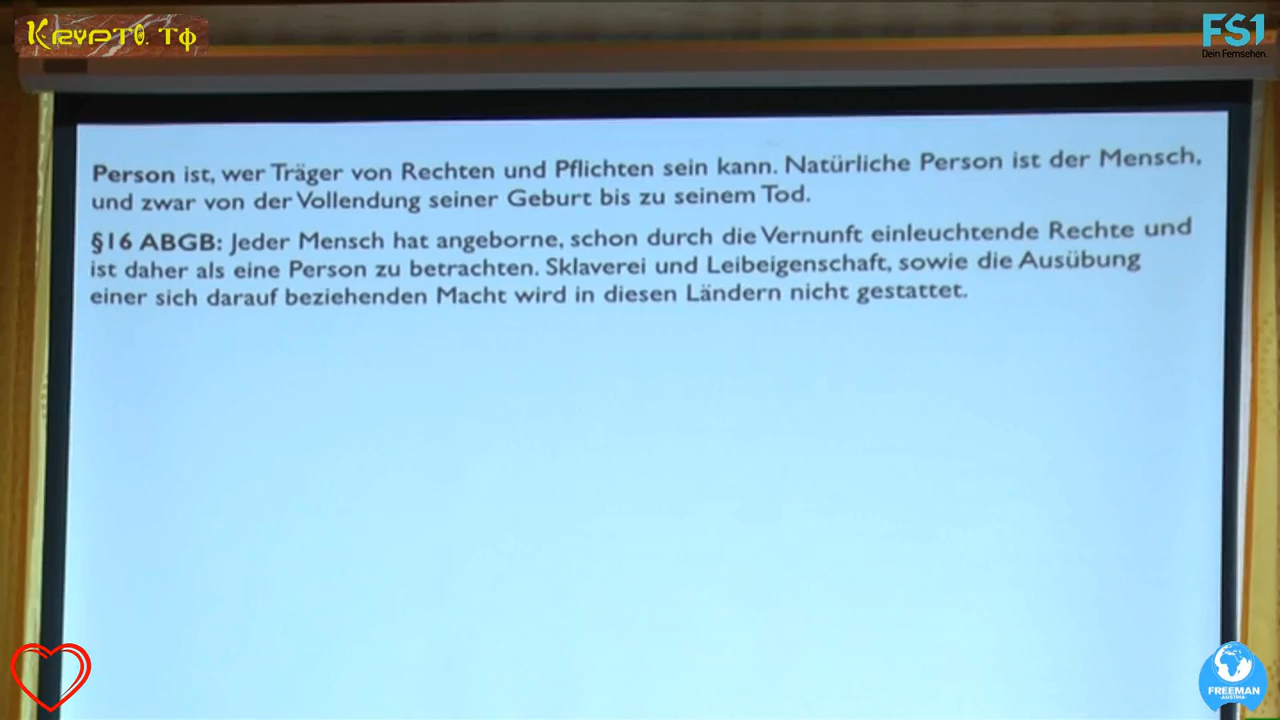 KRYPTO. TΦ
FS1
Dein Fernsehen.
Person ist, wer Träger von Rechten und Pflichten sein kann. Natürliche Person ist der Mensch,
und zwar von der Vollendung seiner Geburt bis zu seinem Tod.
§16 ABGB: Jeder Mensch hat angeborne, schon durch die Vernunft einleuchtende Rechte und
ist daher als eine Person zu betrachten. Sklaverei und Leibeigenschaft, sowie die Ausübung
einer sich darauf beziehenden Macht wird in diesen Ländern nicht gestattet.
FREEMAN
AUSTRIA